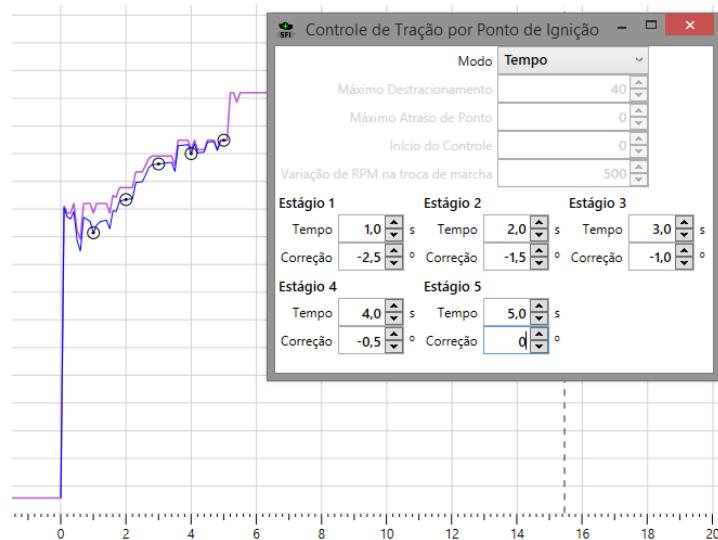 SFI Controle de Tração por Ponto de Ignição
Modo Tempo
Máximo Destracionamento 40
Máximo Atraso de Ponto 0
Início do Controle 0
Variação de RPM na troca de marcha 500
Estágio 1 Estágio 2 Estágio 3
Tempo 1,0 s Tempo 2,0 s Tempo 3,0 s
Correção -2,5 º Correção -1,5 º Correção -1,0 º
Estágio 4 Estágio 5
Tempo 4,0 s Tempo 5,0 s
Correção -0,5 º Correção 0 º
0 2 4 6 8 10 12 14 16 18 20